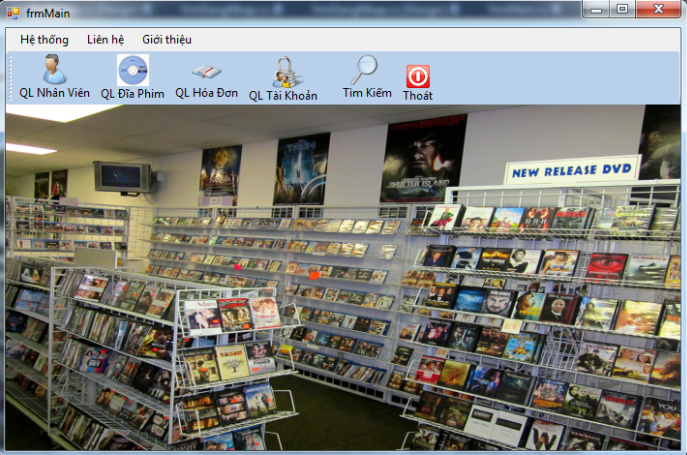 frmMain
Hệ thống Liên hệ Giới thiệu
QL Nhân Viên QL Đĩa Phim QL Hóa Đơn QL Tài Khoản Tìm Kiếm Thoát
SHUTTER ISLAND
NEW RELEASE DVD